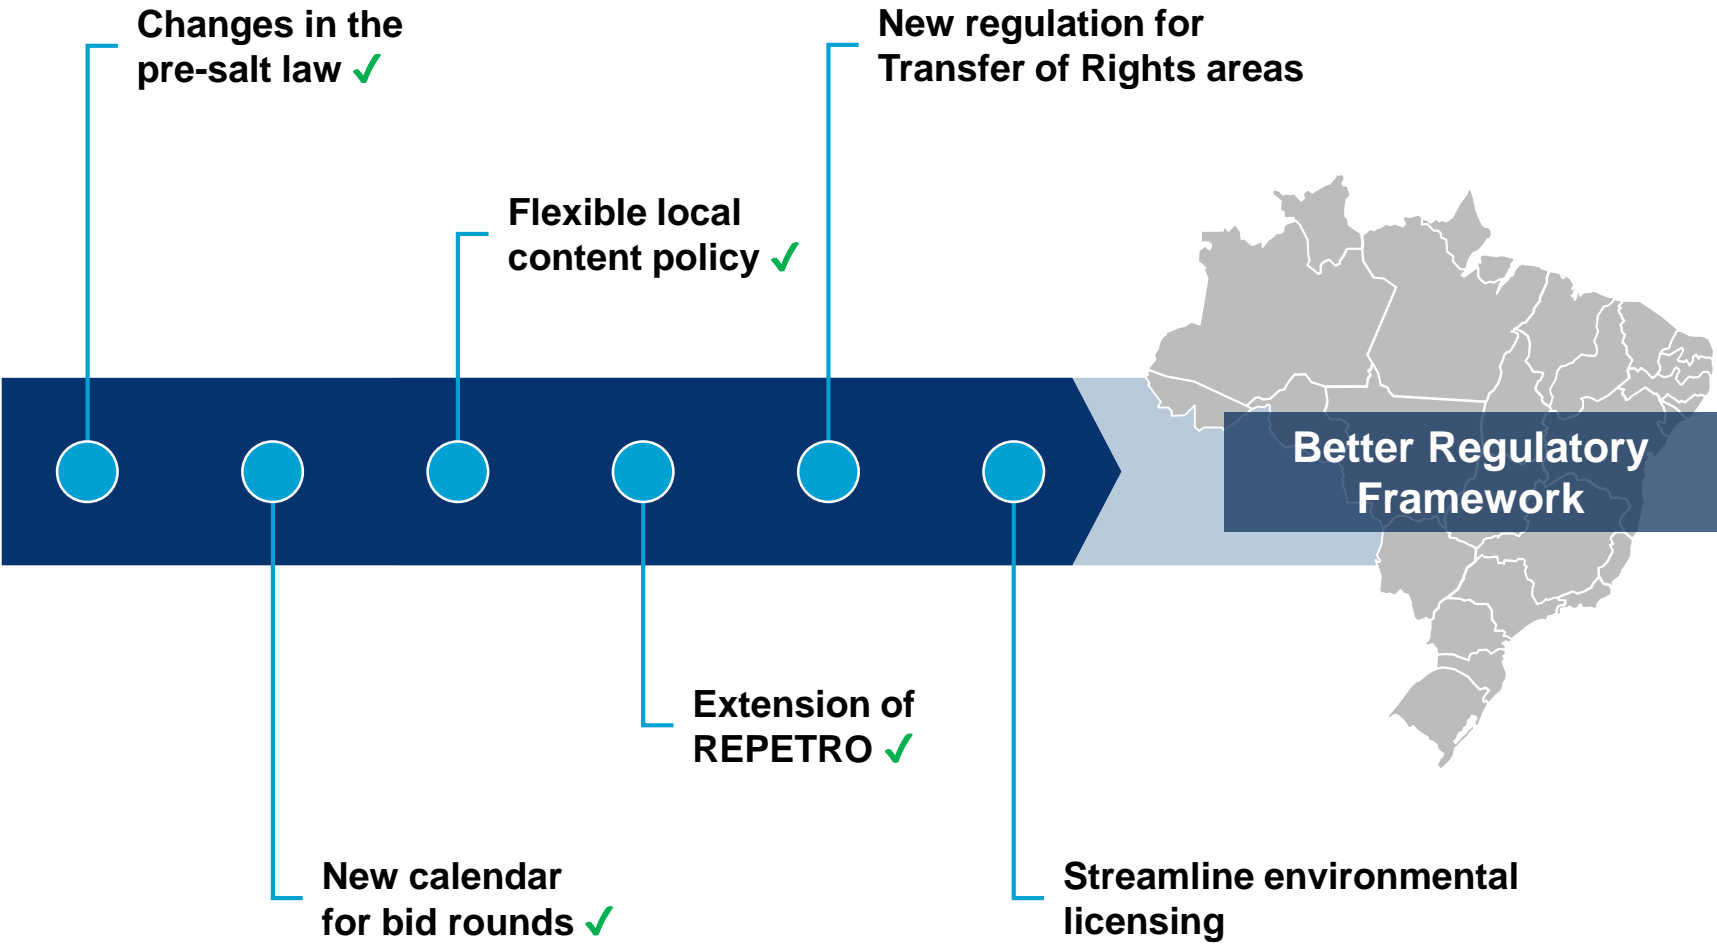 Changes in the
pre-salt law ✓
New regulation for
Transfer of Rights areas
Flexible local
content policy ✓
Better Regulatory
Framework
Extension of
REPETRO ✓
New calendar
for bid rounds ✓
Streamline environmental
licensing